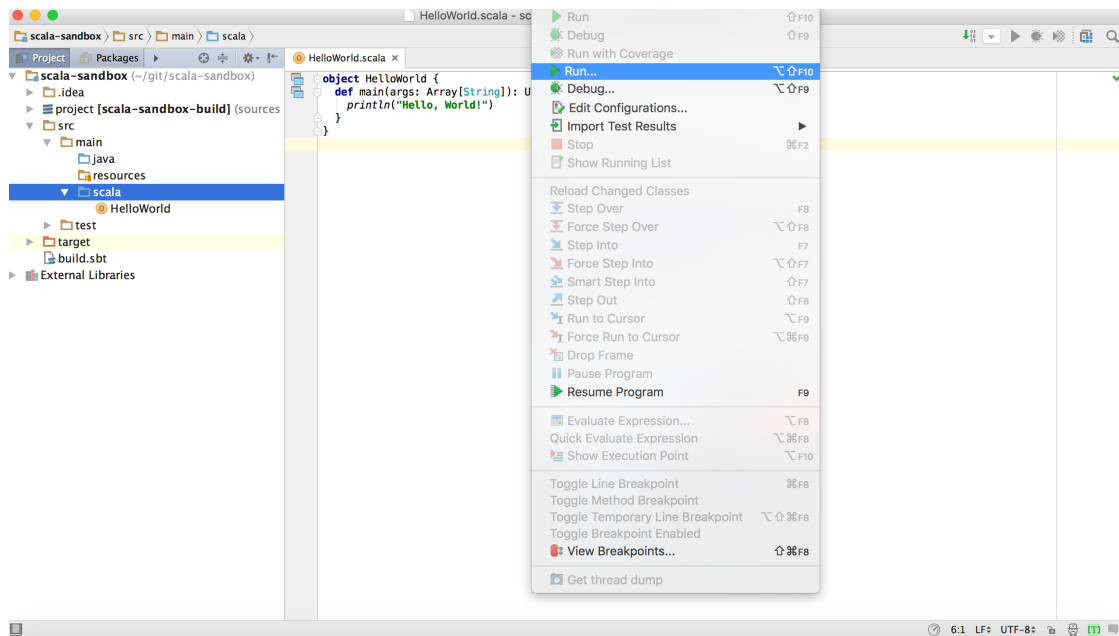 HelloWorld.scala - sc
scala-sandbox src main scala
Project Packages
HelloWorld.scala
scala-sandbox (~/git/scala-sandbox)
.idea
project [scala-sandbox-build] (sources
src
main
java
resources
scala
HelloWorld
test
target
build.sbt
External Libraries
object HelloWorld {
def main(args: Array[String]): U
println("Hello, World!")
}
}
Run ⇧F10
Debug ⇧F9
Run with Coverage
Run... ⌥⇧F10
Debug... ⌥⇧F9
Edit Configurations...
Import Test Results
Stop ⌘F2
Show Running List
Reload Changed Classes
Step Over F8
Force Step Over ⌥⇧F8
Step Into F7
Force Step Into ⌥⇧F7
Smart Step Into ⇧F7
Step Out ⇧F8
Run to Cursor ⌥F9
Force Run to Cursor ⌥⌘F9
Drop Frame
Pause Program
Resume Program F9
Evaluate Expression... ⌥F8
Quick Evaluate Expression ⌥⌘F8
Show Execution Point ⌥F10
Toggle Line Breakpoint ⌘F8
Toggle Method Breakpoint
Toggle Temporary Line Breakpoint ⌥⇧⌘F8
Toggle Breakpoint Enabled
View Breakpoints... ⇧⌘F8
Get thread dump
6:1 LF UTF-8 [T]